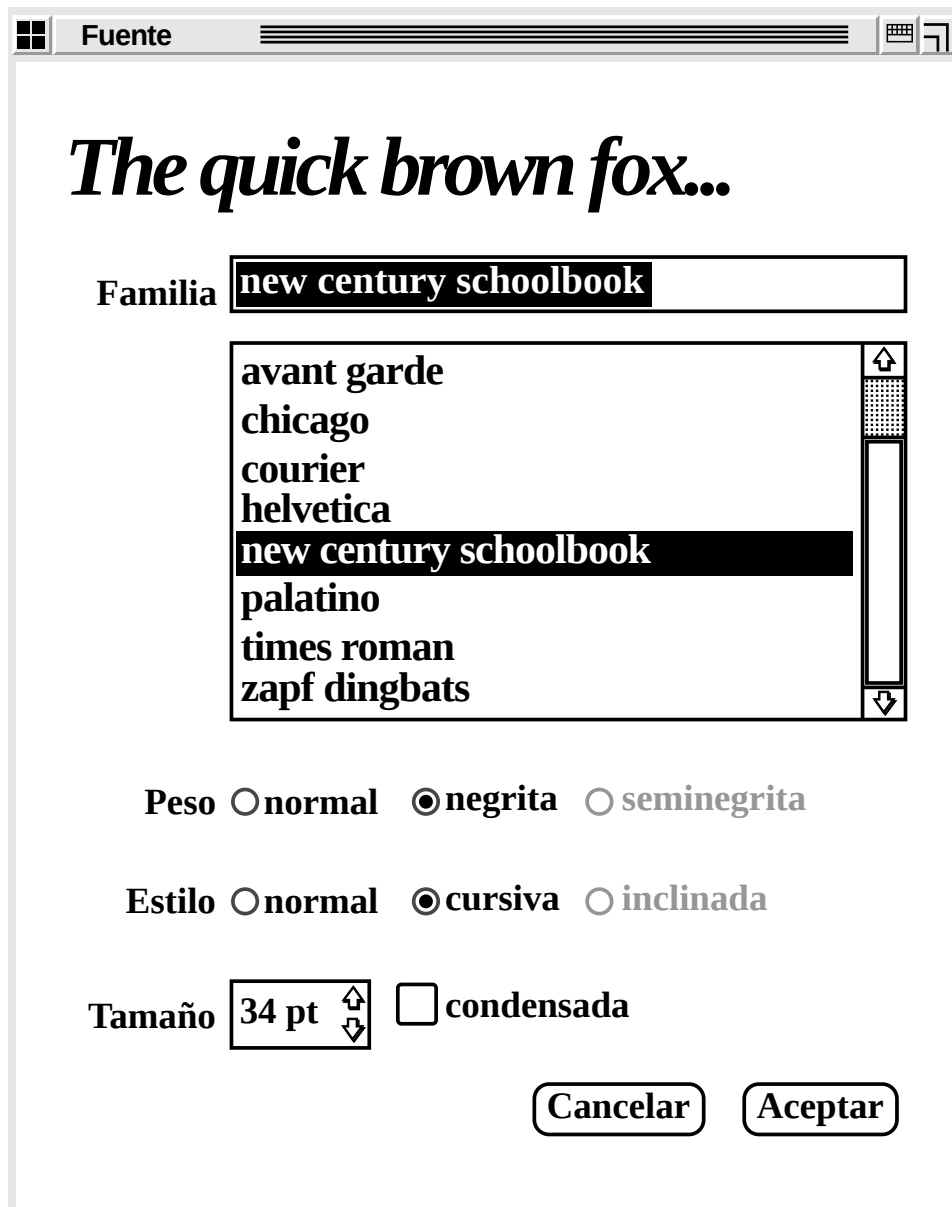 Fuente
The quick brown fox...
Familia new century schoolbook
avant garde
chicago
courier
helvetica
new century schoolbook
palatino
times roman
zapf dingbats
Peso normal negrita seminegrita
Estilo normal cursiva inclinada
Tamaño 34 pt condensada
Cancelar Aceptar